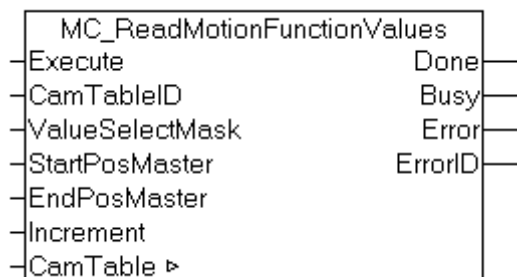 MC_ReadMotionFunctionValues
Execute Done
CamTableID Busy
ValueSelectMask Error
StartPosMaster ErrorID
EndPosMaster
Increment
CamTable ▹